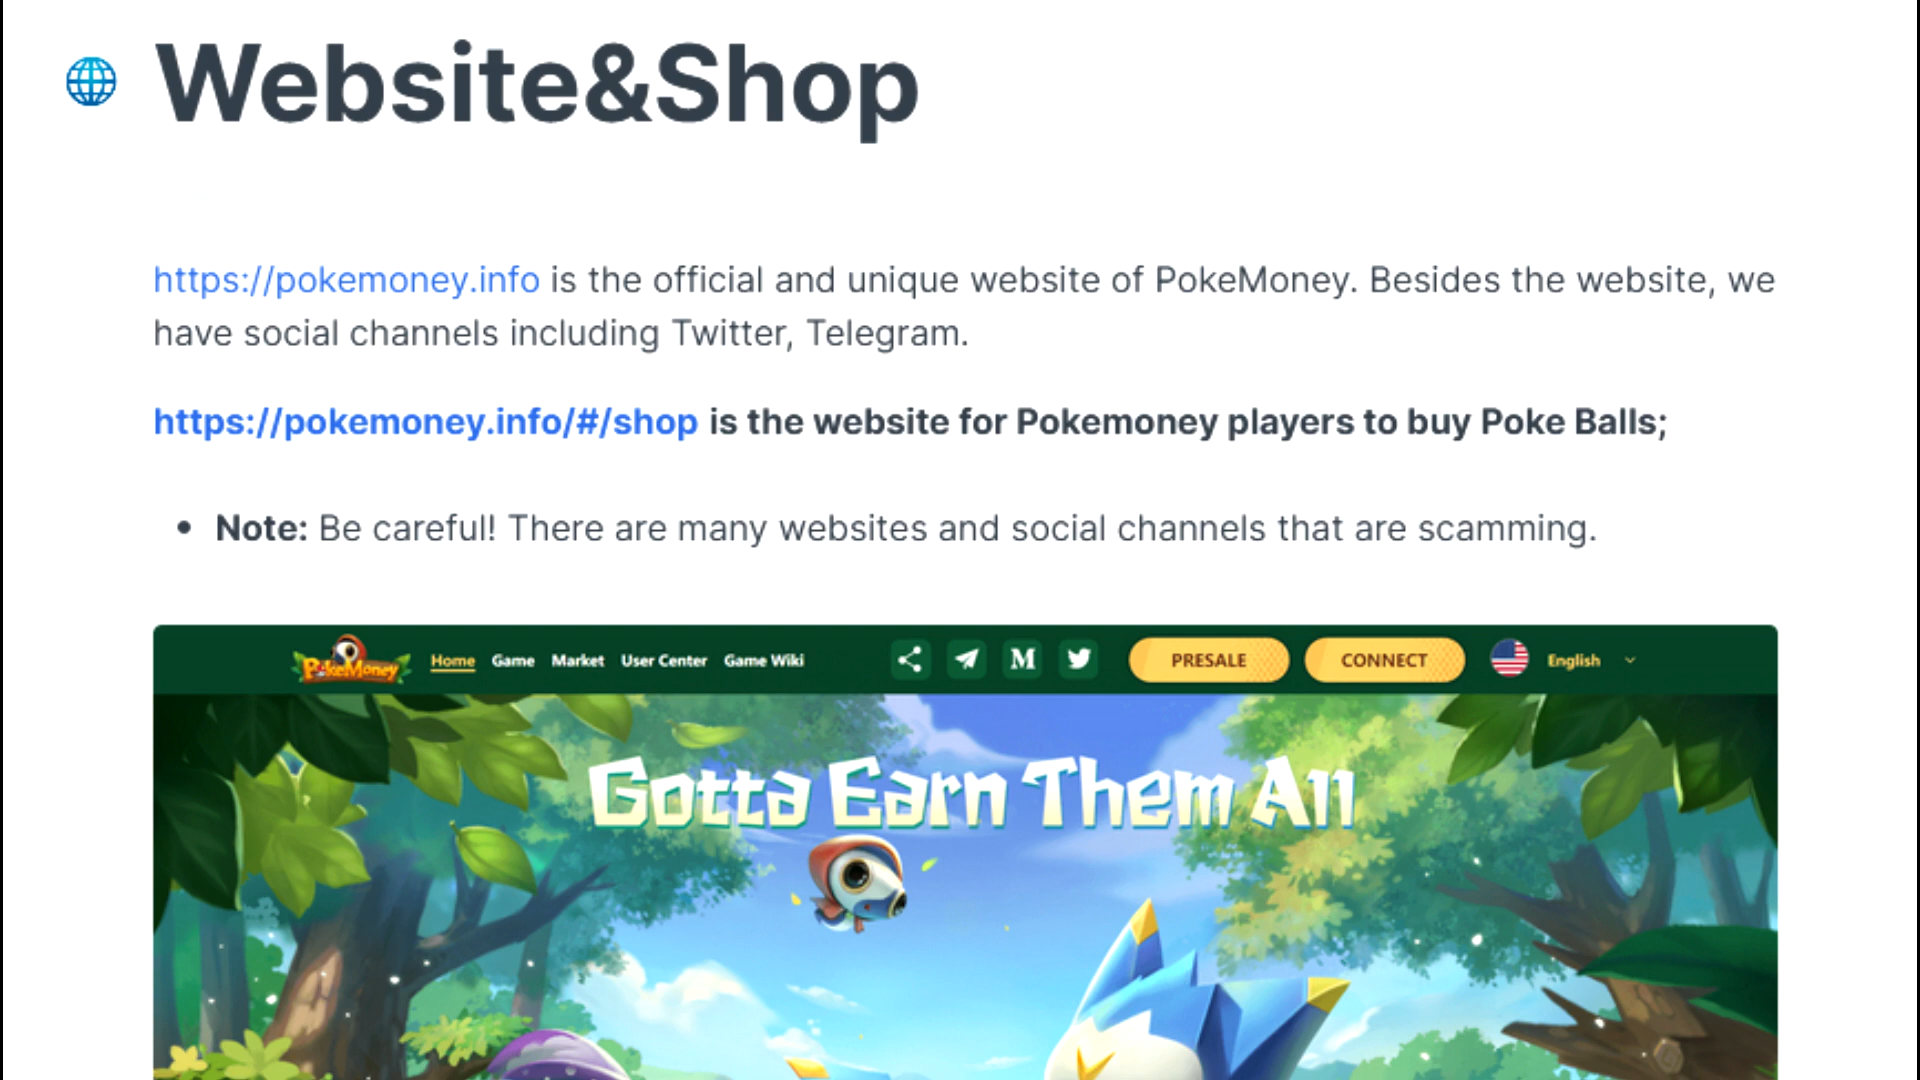 Website&Shop
https://pokemoney.info is the official and unique website of PokeMoney. Besides the website, we
have social channels including Twitter, Telegram.
https://pokemoney.info/#/shop is the website for Pokemoney players to buy Poke Balls;
• Note: Be careful! There are many websites and social channels that are scamming.
PokeMoney Home Game Market User Center Game Wiki M PRESALE CONNECT English
Gotta Earn Them All